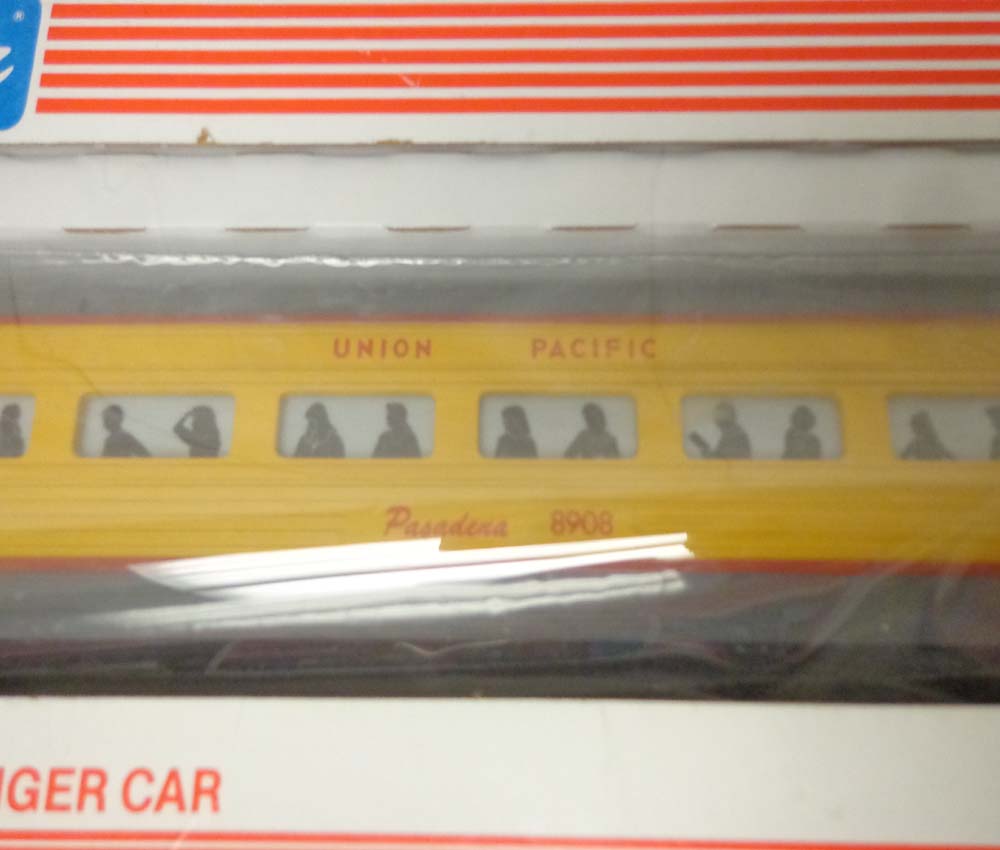 ®
UNION PACIFIC
Pasadena 8908
GER CAR